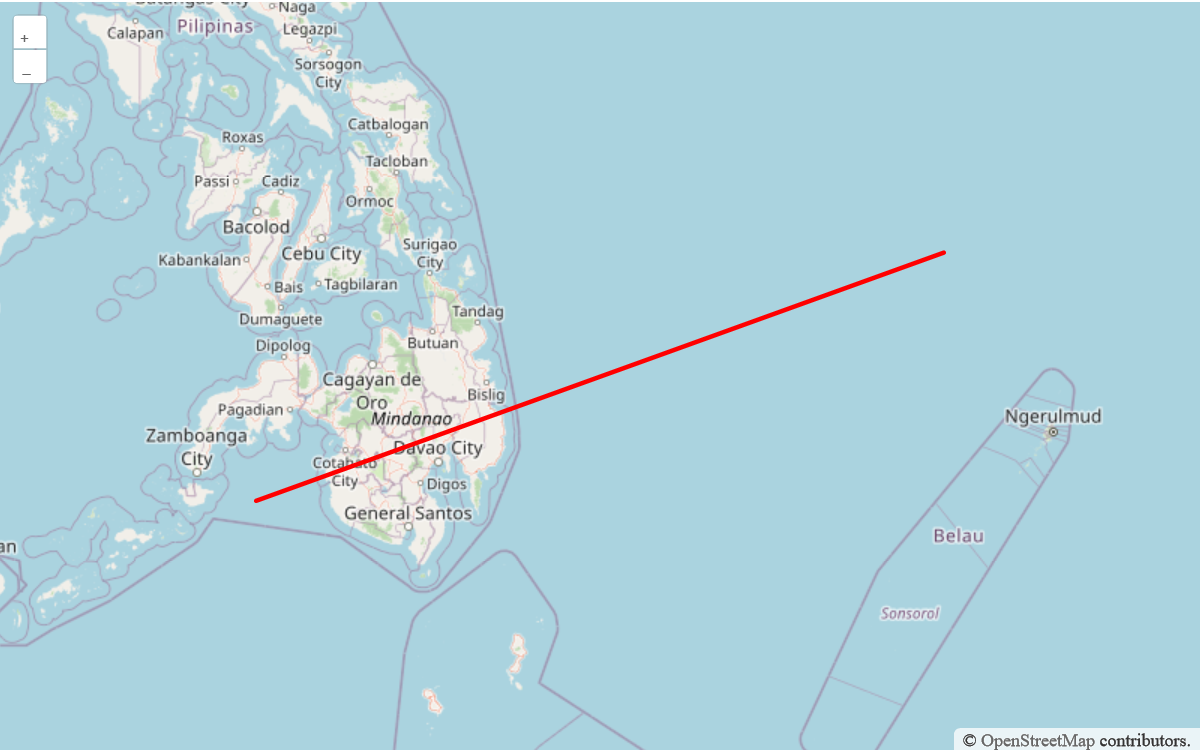 +
–
Batangas City
Naga
Calapan
Pilipinas
Legazpi
Sorsogon
City
Catbalogan
Roxas
Tacloban
Passi
Cadiz
Ormoc
Bacolod
Surigao
City
Cebu City
Kabankalan
Bais
Tagbilaran
Dumaguete
Tandag
Butuan
Dipolog
Cagayan de
Oro
Bislig
Pagadian
Mindanao
Ngerulmud
Zamboanga
City
Davao City
Cotabato
City
Digos
General Santos
Belau
an
Sonsorol
© OpenStreetMap contributors.